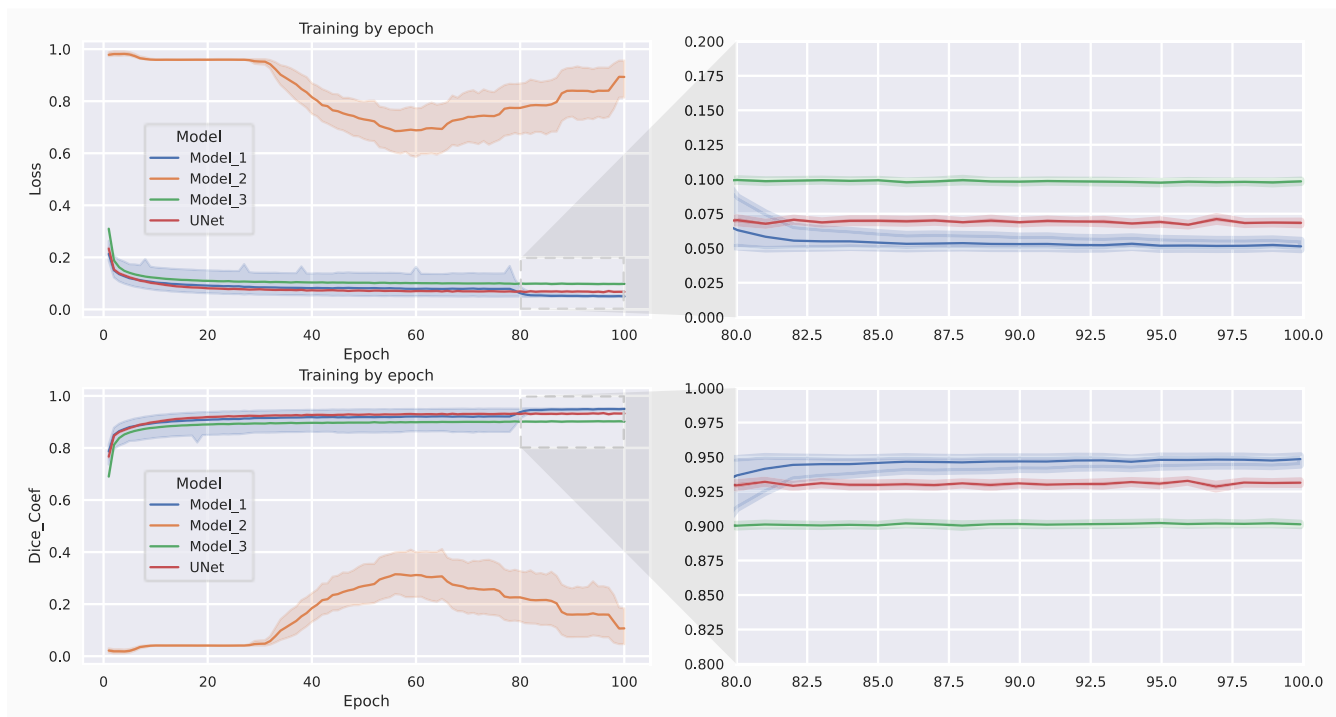 Training by epoch
1.0
0.8
0.6
0.4
0.2
0.0
Loss
Model
Model_1
Model_2
Model_3
UNet
0 20 40 60 80 100
Epoch
0.200
0.175
0.150
0.125
0.100
0.075
0.050
0.025
0.000
80.0 82.5 85.0 87.5 90.0 92.5 95.0 97.5 100.0
Training by epoch
1.0
0.8
0.6
0.4
0.2
0.0
Dice_Coef
Model
Model_1
Model_2
Model_3
UNet
0 20 40 60 80 100
Epoch
1.000
0.975
0.950
0.925
0.900
0.875
0.850
0.825
0.800
80.0 82.5 85.0 87.5 90.0 92.5 95.0 97.5 100.0